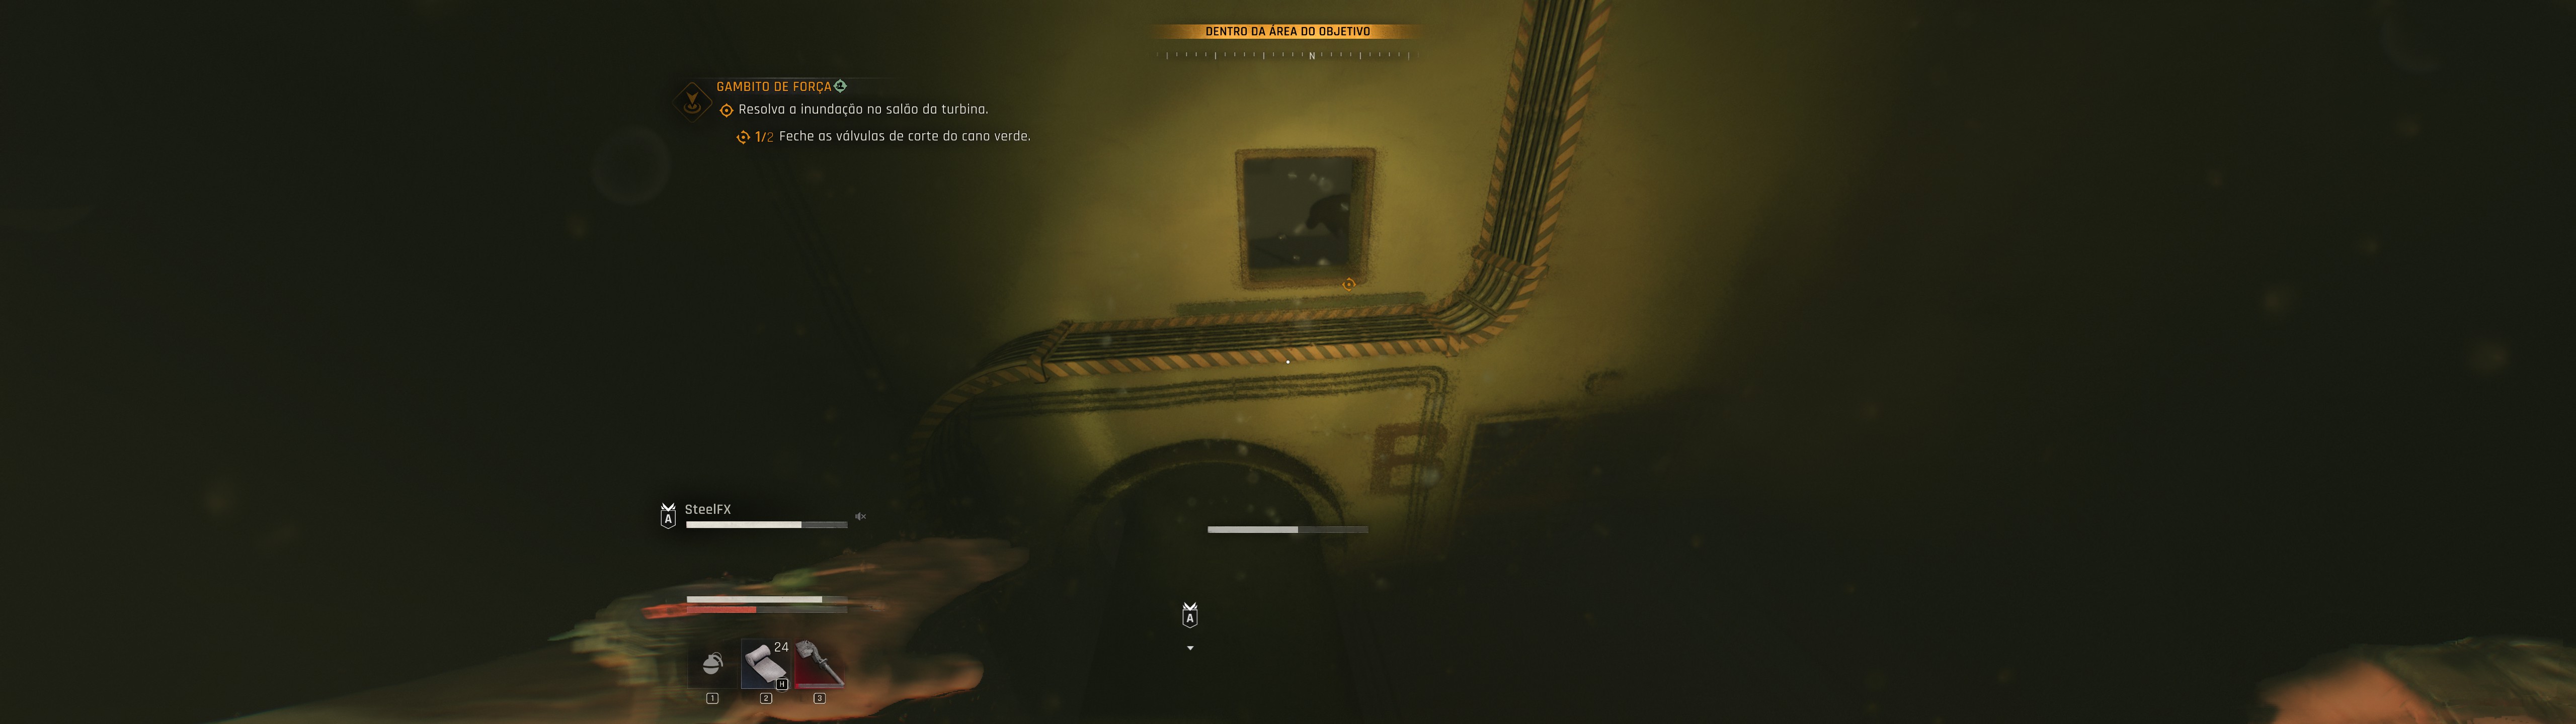 DENTRO DA ÁREA DO OBJETIVO
N
GAMBITO DE FORÇA
Resolva a inundação no salão da turbina.
1/2 Feche as válvulas de corte do cano verde.
B
A SteelFX
A
24
H
1 2 3